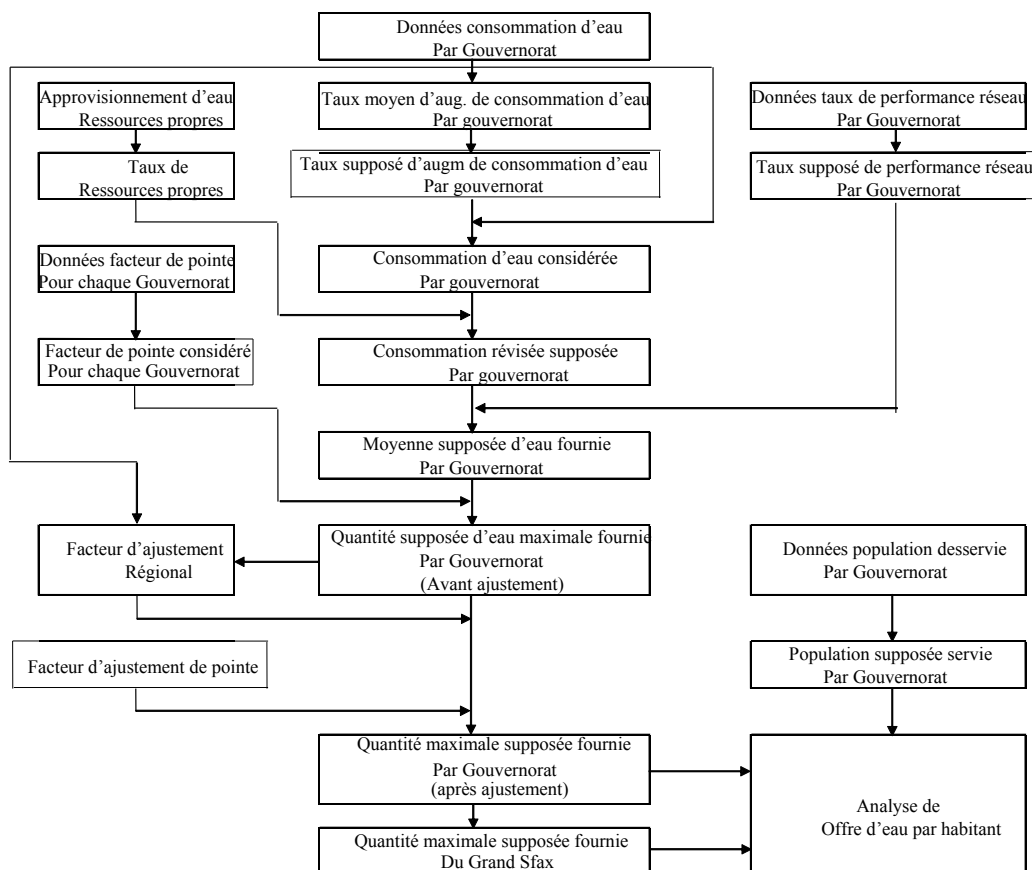 Données consommation d'eau
Par Gouvernorat
Approvisionnement d'eau
Ressources propres
Taux moyen d'aug. de consommation d'eau
Par gouvernorat
Données taux de performance réseau
Par Gouvernorat
Taux de
Ressources propres
Taux supposé d'augm de consommation d'eau
Par gouvernorat
Taux supposé de performance réseau
Par Gouvernorat
Données facteur de pointe
Pour chaque Gouvernorat
Consommation d'eau considérée
Par gouvernorat
Facteur de pointe considéré
Pour chaque Gouvernorat
Consommation révisée supposée
Par gouvernorat
Moyenne supposée d'eau fournie
Par Gouvernorat
Facteur d'ajustement
Régional
Quantité supposée d'eau maximale fournie
Par Gouvernorat
(Avant ajustement)
Données population desservie
Par Gouvernorat
Facteur d'ajustement de pointe
Population supposée servie
Par Gouvernorat
Quantité maximale supposée fournie
Par Gouvernorat
(après ajustement)
Analyse de
Offre d'eau par habitant
Quantité maximale supposée fournie
Du Grand Sfax